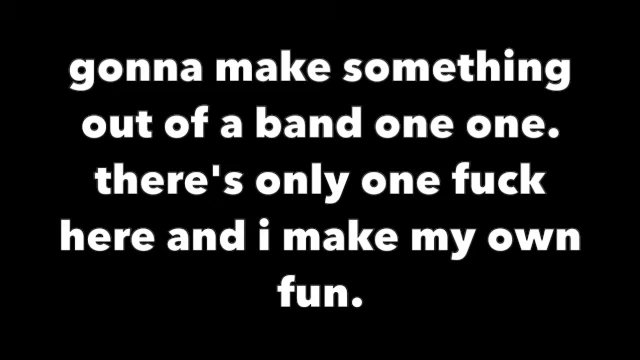 gonna make something
out of a band one one.
there's only one fuck
here and i make my own
fun.